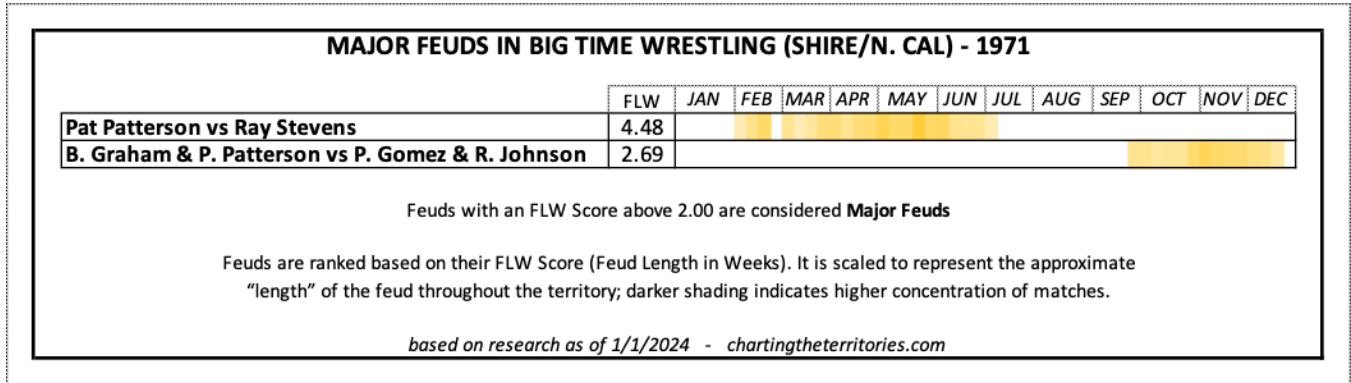 MAJOR FEUDS IN BIG TIME WRESTLING (SHIRE/N. CAL) - 1971
FLW JAN FEB MAR APR MAY JUN JUL AUG SEP OCT NOV DEC
Pat Patterson vs Ray Stevens 4.48
B. Graham & P. Patterson vs P. Gomez & R. Johnson 2.69
Feuds with an FLW Score above 2.00 are considered Major Feuds
Feuds are ranked based on their FLW Score (Feud Length in Weeks). It is scaled to represent the approximate
“length” of the feud throughout the territory; darker shading indicates higher concentration of matches.
based on research as of 1/1/2024 - chartingtheterritories.com